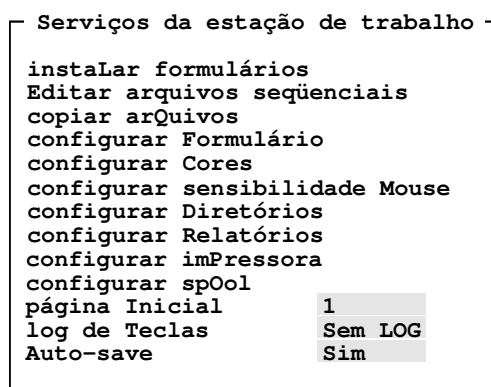 Serviços da estação de trabalho
instaLar formulários
Editar arquivos seqüenciais
copiar arQuivos
configurar Formulário
configurar Cores
configurar sensibilidade Mouse
configurar Diretórios
configurar Relatórios
configurar imPressora
configurar spOol
página Inicial 1
log de Teclas Sem LOG
Auto-save Sim